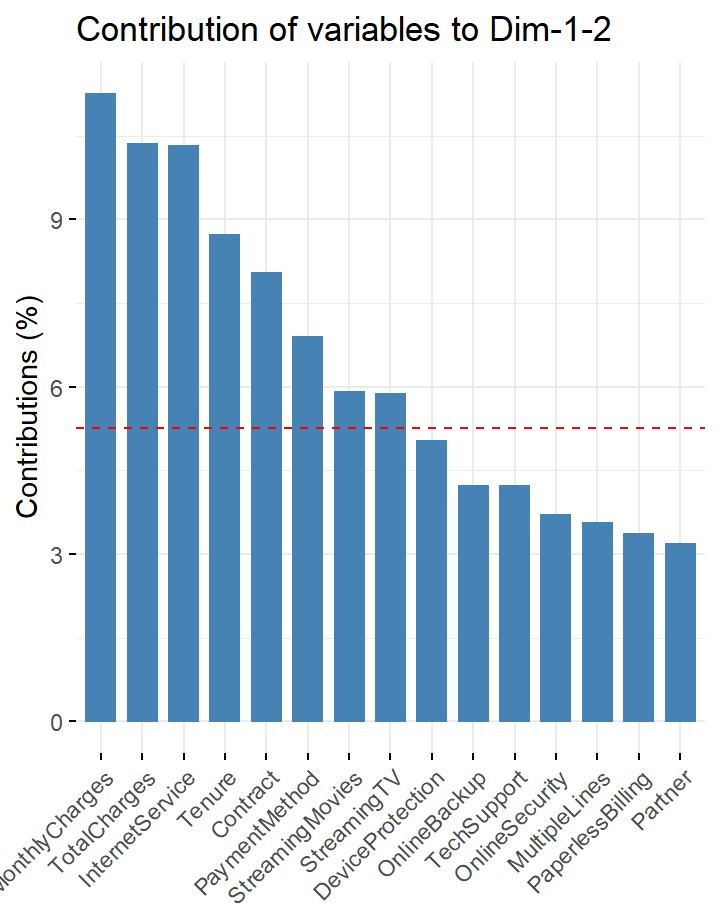 Contribution of variables to Dim-1-2
Contributions (%)
9
6
3
0
MonthlyCharges
TotalCharges
InternetService
Tenure
Contract
PaymentMethod
StreamingMovies
StreamingTV
DeviceProtection
OnlineBackup
TechSupport
OnlineSecurity
MultipleLines
PaperlessBilling
Partner